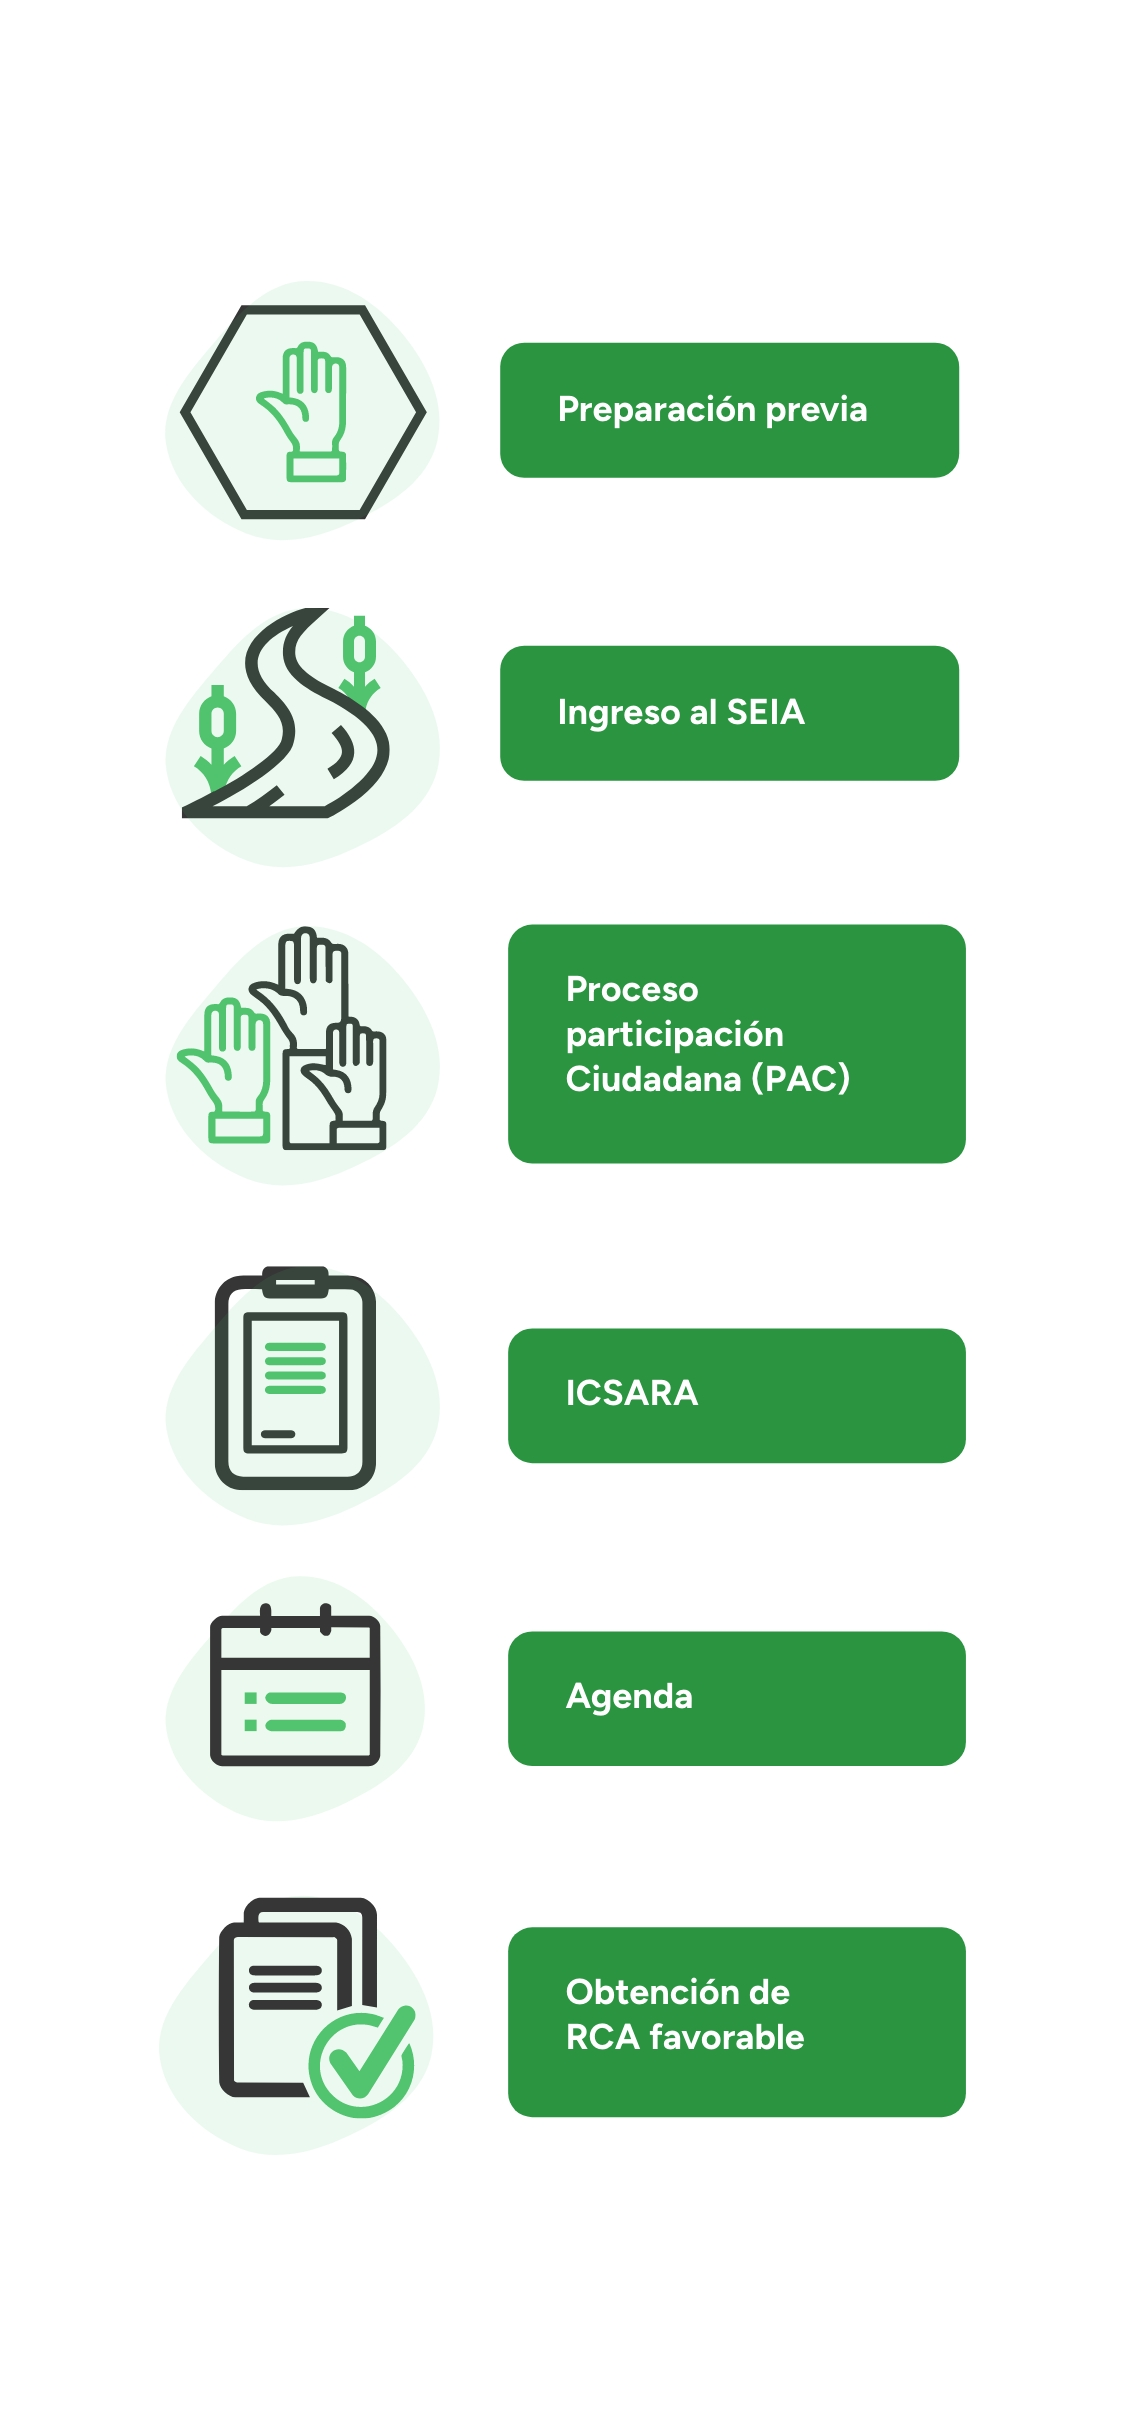 Preparación previa
Ingreso al SEIA
Proceso
participación
Ciudadana (PAC)
ICSARA
Agenda
Obtención de
RCA favorable